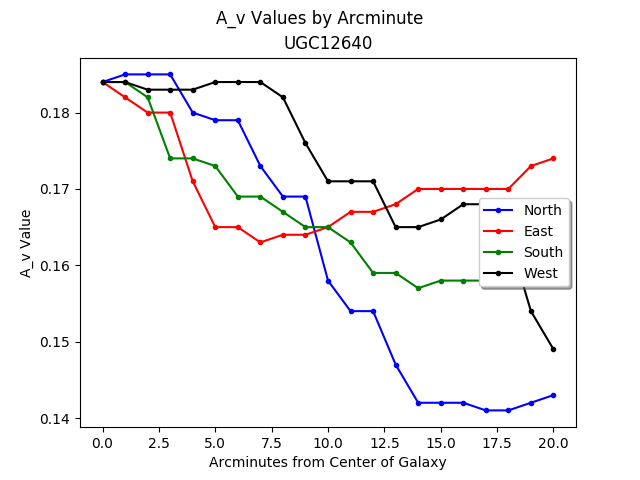 A_v Values by Arcminute
UGC12640
0.18
0.17
0.16
0.15
0.14
A_v Value
North
East
South
West
0.0 2.5 5.0 7.5 10.0 12.5 15.0 17.5 20.0
Arcminutes from Center of Galaxy